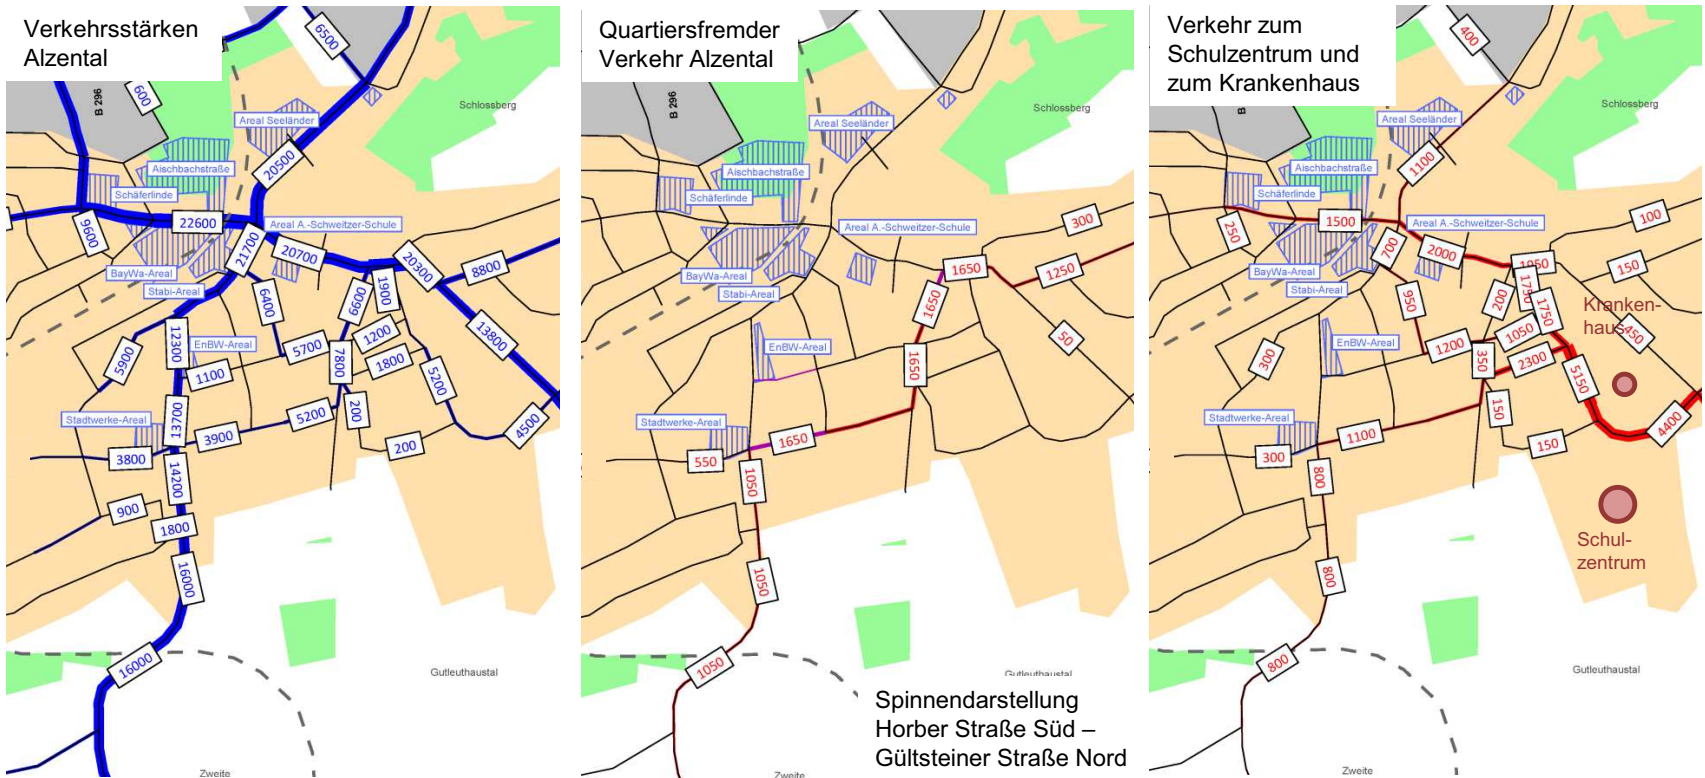 Verkehrsstärken
Alzental
6500
600
B 296
Schlossberg
Areal Seeländer
20500
Aischbachstraße
Schäferlinde
9600
22600
Areal A.-Schweitzer-Schule
21700
20700
20300
8800
BayWa-Areal
Stabi-Areal
6400
6600
1900
13800
12300
EnBW-Areal
5900
5700
1200
7800
1800
1100
5200
Stadtwerke-Areal
13700
3900
5200
200
200
4500
3800
14200
900
1800
16000
16000
Gutleuthaustal
Zweite
Quartiersfremder
Verkehr Alzental
B 296
Schlossberg
Areal Seeländer
Aischbachstraße
Schäferlinde
Areal A.-Schweitzer-Schule
300
BayWa-Areal
Stabi-Areal
1650
1250
1650
50
EnBW-Areal
1650
Stadtwerke-Areal
1650
550
1050
1050
1050
Gutleuthaustal
Spinnendarstellung
Horber Straße Süd –
Gültsteiner Straße Nord
Zweite
Verkehr zum
Schulzentrum und
zum Krankenhaus
400
B 296
Schlossberg
Areal Seeländer
1100
Aischbachstraße
Schäferlinde
250
1500
Areal A.-Schweitzer-Schule
100
700
2000
1050
150
BayWa-Areal
Stabi-Areal
950
200
1750
1750
Kranken-
haus
450
EnBW-Areal
300
1200
1050
350
2300
5150
Stadtwerke-Areal
150
1100
150
4400
300
800
Schul-
zentrum
800
800
Gutleuthaustal
Zweite